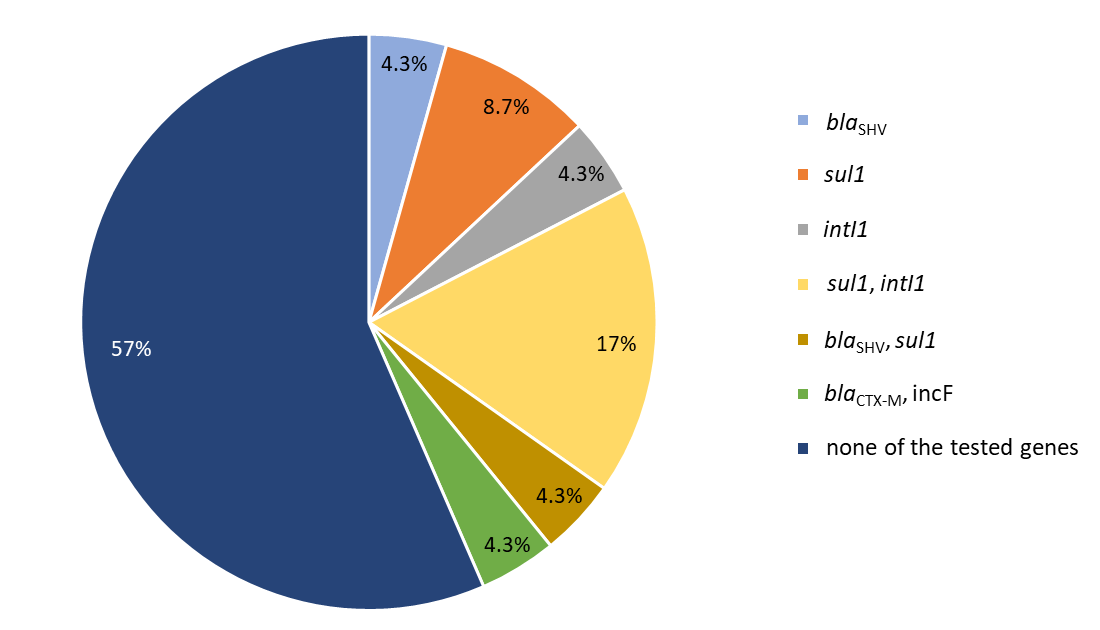 4.3%
8.7%
4.3%
17%
4.3%
4.3%
57%
blaSHV
sul1
intI1
sul1, intI1
blaSHV, sul1
blaCTX-M, incF
none of the tested genes